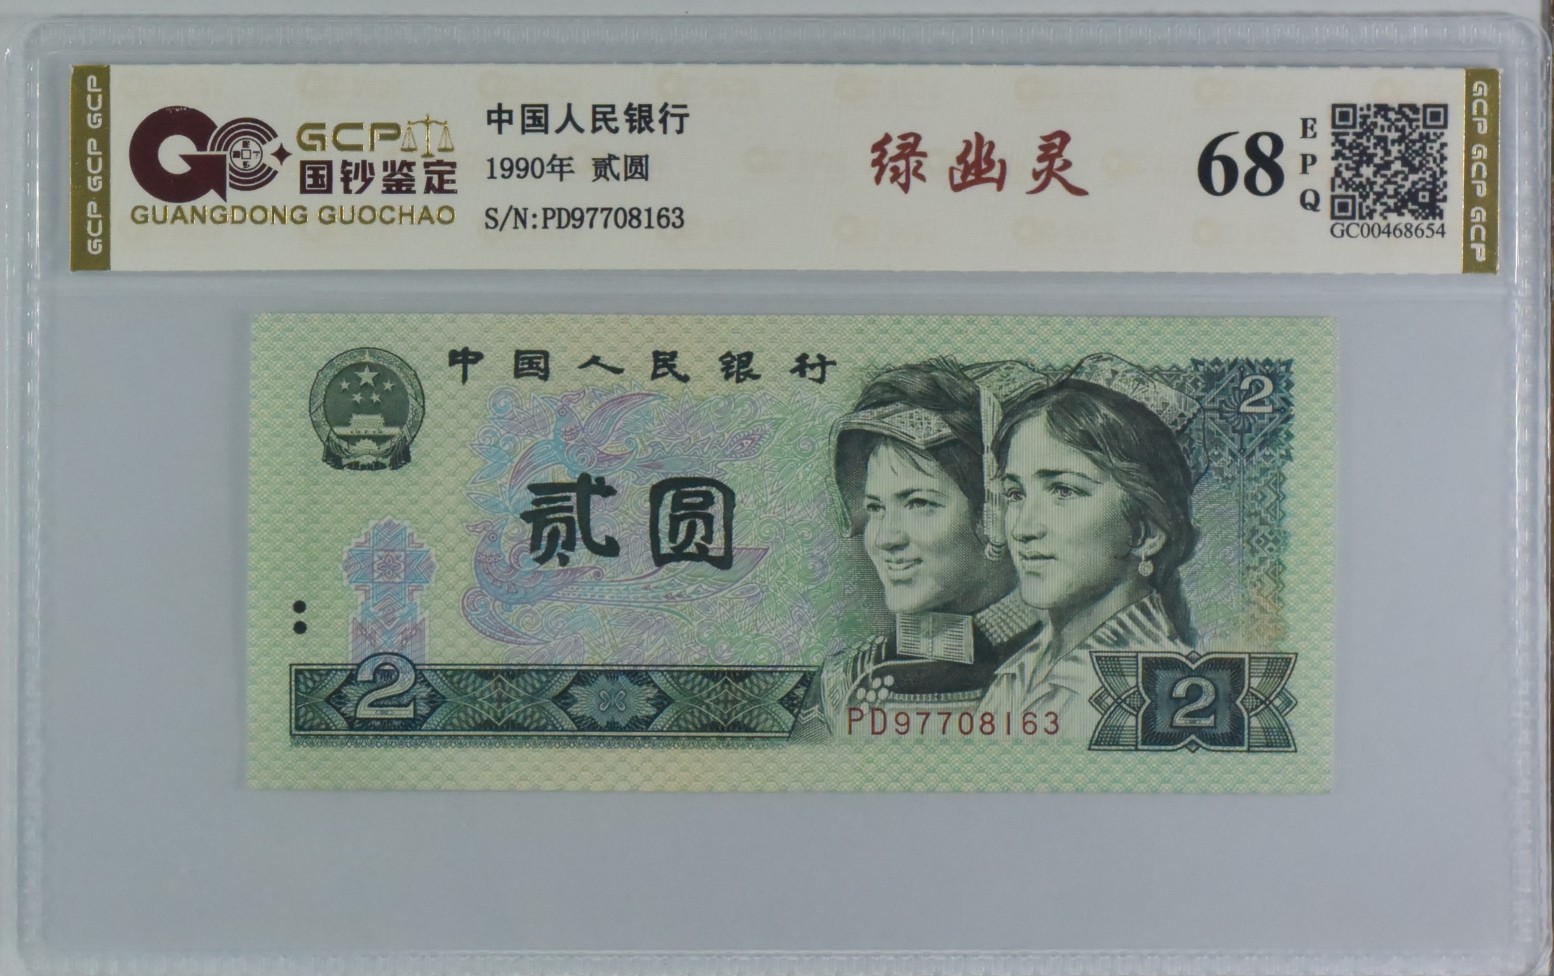 GCP GCP GCP
GCP
国钞鉴定
GUANGDONG GUOCHAO
中国人民银行
1990年 贰圆
S/N:PD97708163
绿幽灵
68
EPQ
GC00468654
GCP GCP GCP
中国人民银行
2
贰圆
2
PD97708163
2